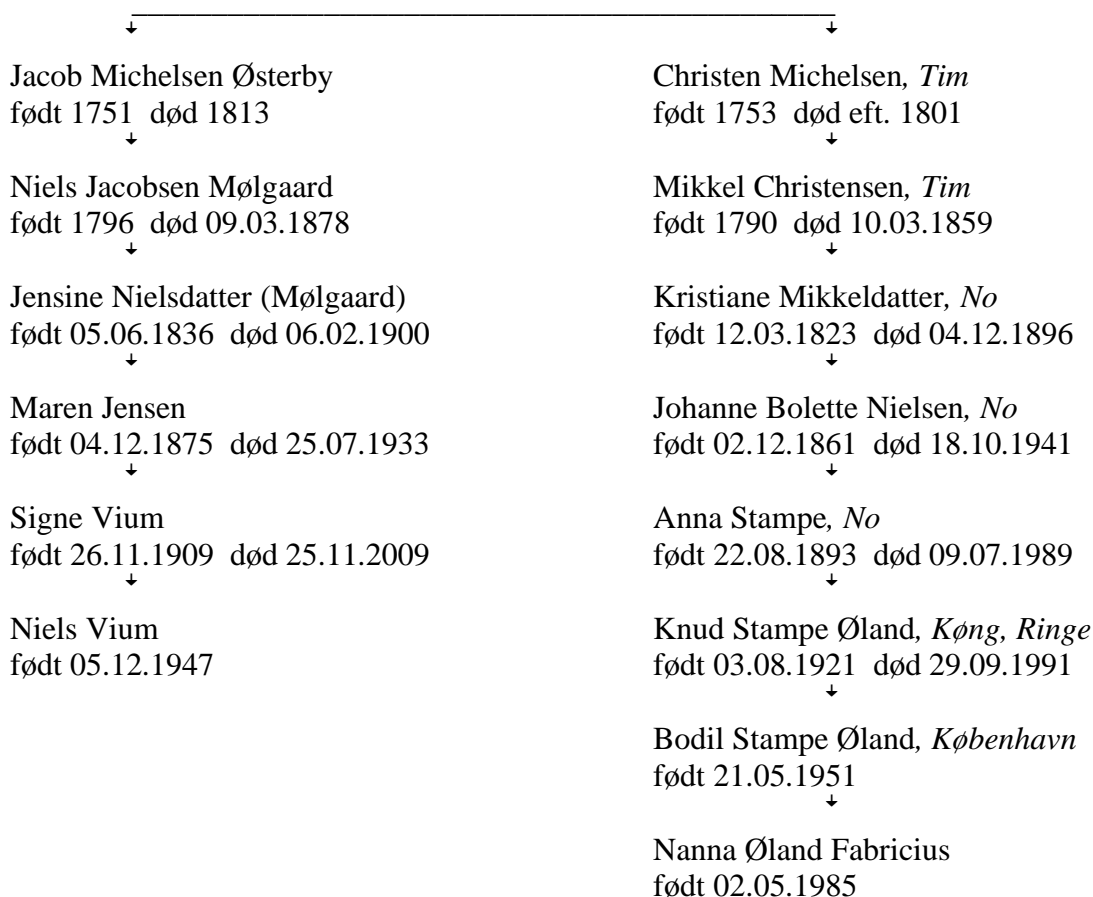 Jacob Michelsen Østerby
født 1751 død 1813
Niels Jacobsen Mølgaard
født 1796 død 09.03.1878
Jensine Nielsdatter (Mølgaard)
født 05.06.1836 død 06.02.1900
Maren Jensen
født 04.12.1875 død 25.07.1933
Signe Vium
født 26.11.1909 død 25.11.2009
Niels Vium
født 05.12.1947
Christen Michelsen, Tim
født 1753 død eft. 1801
Mikkel Christensen, Tim
født 1790 død 10.03.1859
Kristiane Mikkeldatter, No
født 12.03.1823 død 04.12.1896
Johanne Bolette Nielsen, No
født 02.12.1861 død 18.10.1941
Anna Stampe, No
født 22.08.1893 død 09.07.1989
Knud Stampe Øland, Køng, Ringe
født 03.08.1921 død 29.09.1991
Bodil Stampe Øland, København
født 21.05.1951
Nanna Øland Fabricius
født 02.05.1985